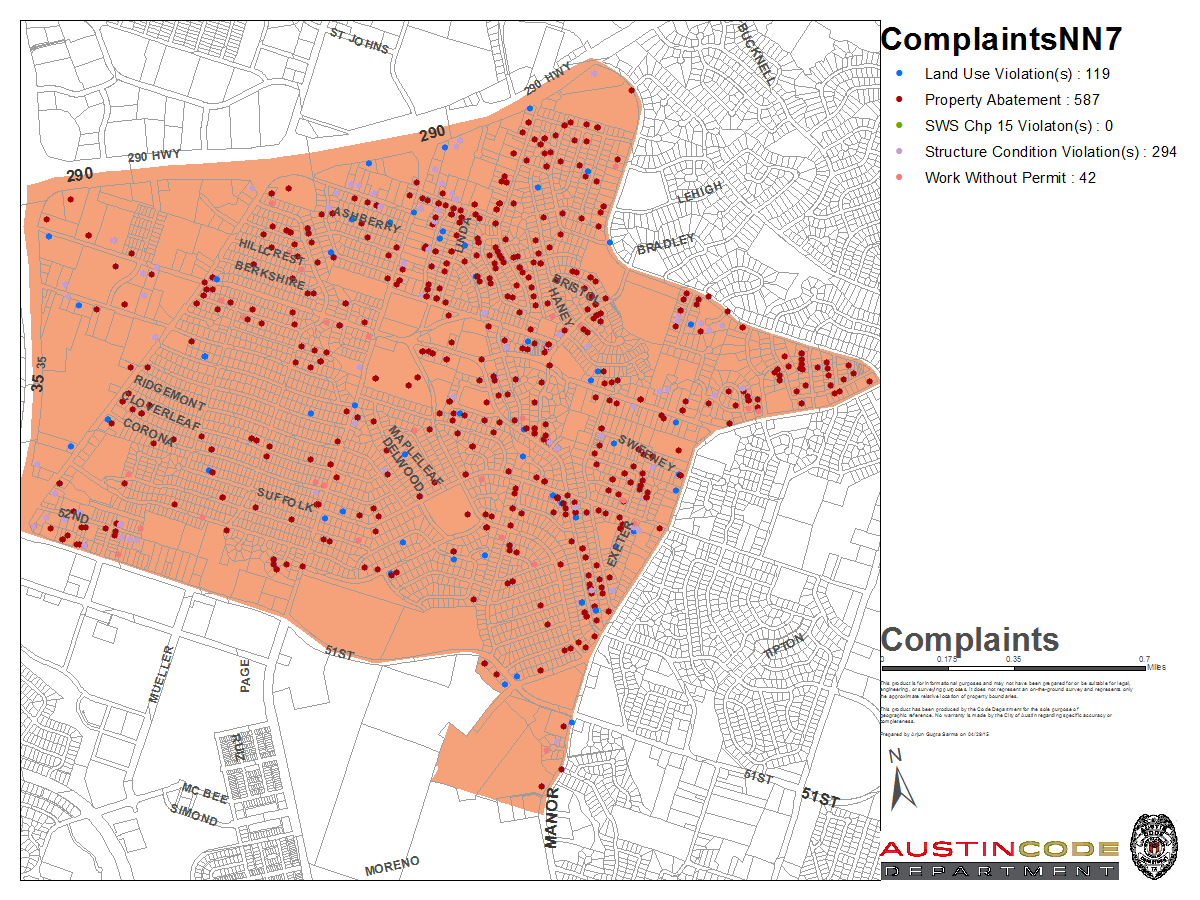 ST JOHNS
BUCKNELL
290 HWY
290
290 HWY
290
LEHIGH
ASHBERRY
LINDA
BRADLEY
HILLCREST
BERKSHIRE
BRISTOL
HANEY
35
35
RIDGEMONT
CLOVERLEAF
CORONA
MAPLELEAF
DELWOOD
SWEENEY
SUFFOLK
52ND
EXETER
51ST
TIPTON
MUELLER
PAGE
RUIZ
MC BEE
SIMOND
51ST
51ST
MANOR
MORENO
ComplaintsNN7
Land Use Violation(s) : 119
Property Abatement : 587
SWS Chp 15 Violaton(s) : 0
Structure Condition Violation(s) : 294
Work Without Permit : 42
Complaints
0 0.175 0.35 0.7
Miles
This product is for informational purposes and may not have been prepared for or be suitable for legal,
engineering, or surveying purposes. It does not represent an on-the-ground survey and represents only
the approximate relative location of property boundaries.
This product has been produced by the Code Department for the sole purpose of
geographic reference. No warranty is made by the City of Austin regarding specific accuracy or
completeness.
Prepared by Arjun Gugra Sarma on 04/28/15
N
AUSTINCODE
DEPARTMENT